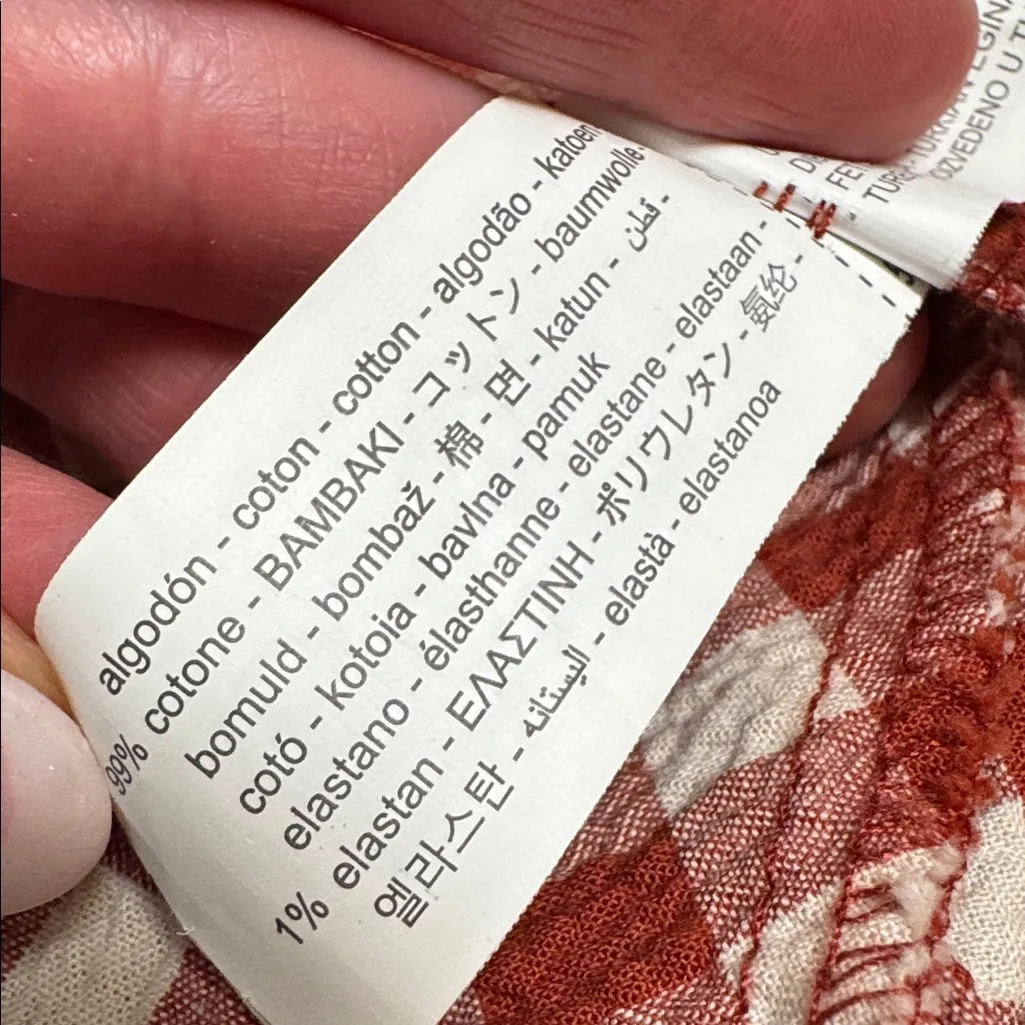 algodón - coton - cotton - algodão - katoen
99% cotone - BAMBAKI - コットン - baumwolle -
bomuld - bombaž - 棉 - 면 - katun - قطن -
cotó - kotoia - bavlna - pamuk
elastano - élasthanne - elastane - elastaan -
1% elastan - ΕΛΑΣΤΙΝΗ - ポリウレタン - 氨纶 -
엘라스탄 - اليستانه - elastà - elastanoa